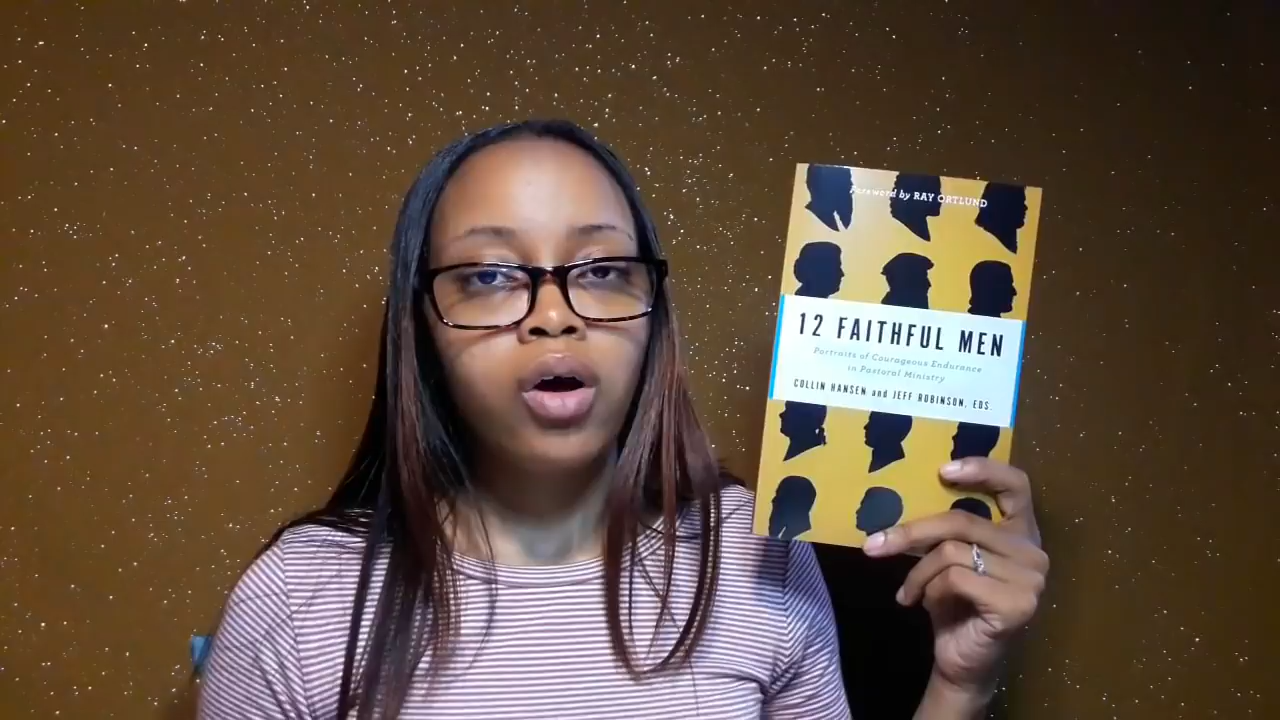 Foreword by RAY ORTLUND
12 FAITHFUL MEN
Portraits of Courageous Endurance
in Pastoral Ministry
COLLIN HANSEN and JEFF ROBINSON, EDS.